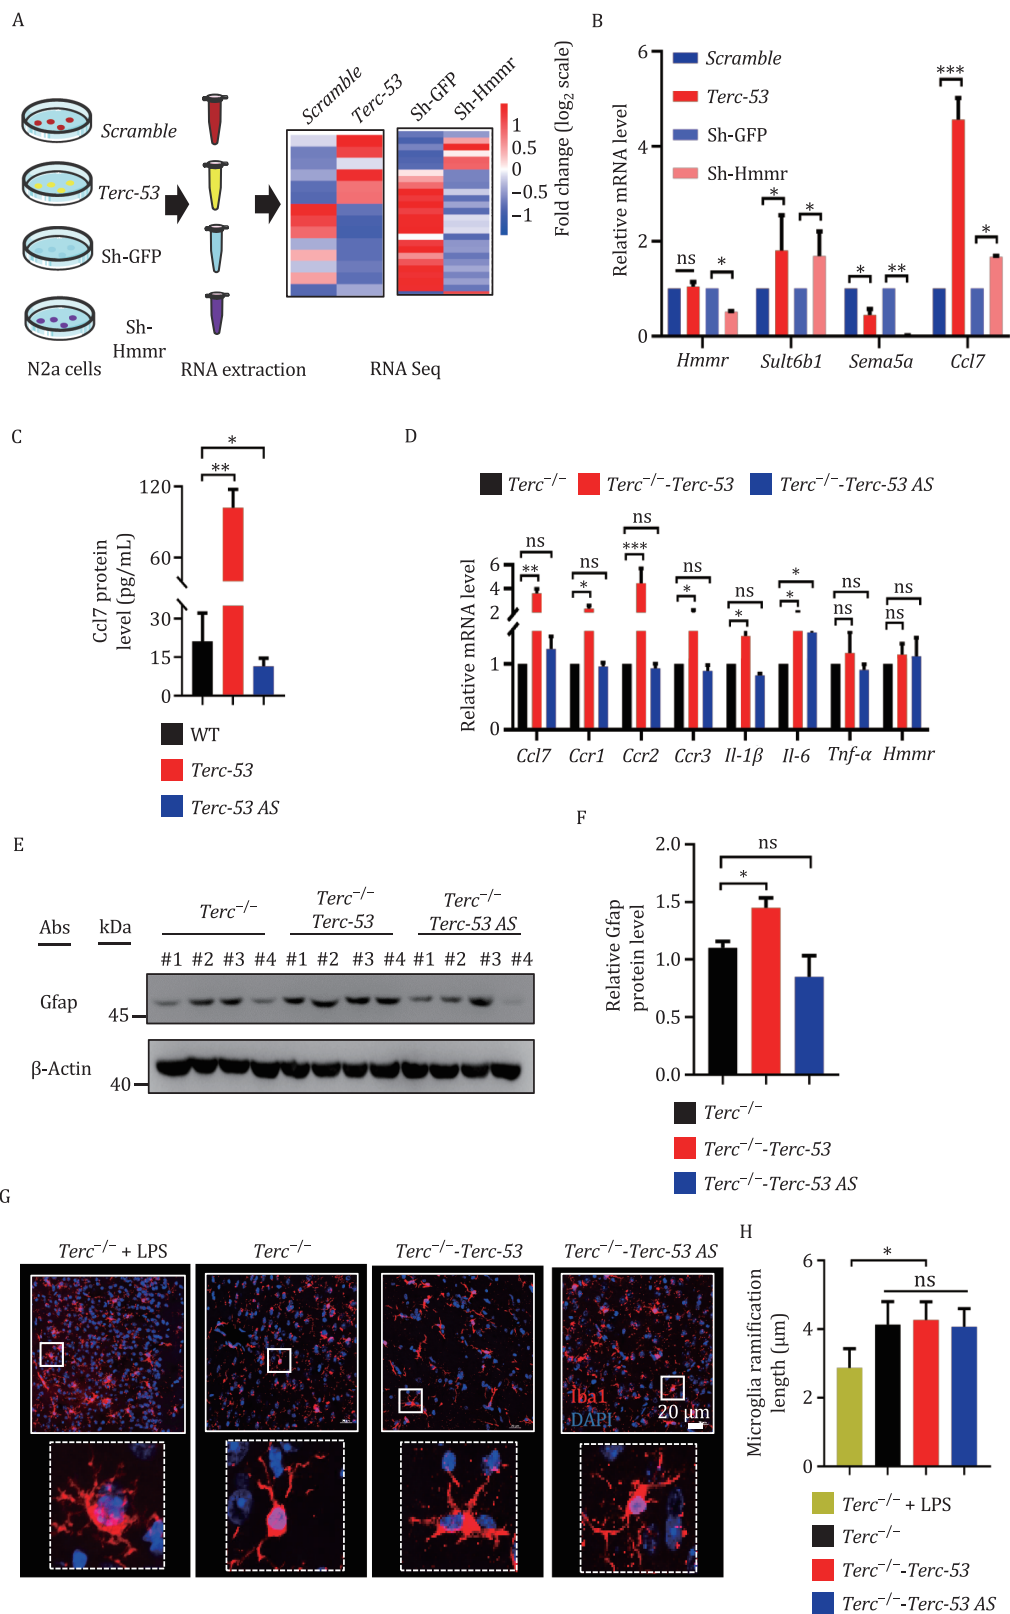 A
Scramble
Terc-53
Sh-GFP
Sh-
Hmmr
N2a cells
RNA extraction
RNA Seq
Scramble
Terc-53
Sh-GFP
Sh-Hmmr
1
0.5
0
−0.5
−1
Fold change (log₂ scale)
B
Relative mRNA level
6
4
2
0
Scramble
Terc-53
Sh-GFP
Sh-Hmmr
ns
*
*
*
*
**
***
*
Hmmr
Sult6b1
Sema5a
Ccl7
C
Ccl7 protein
level (pg/mL)
120
60
30
15
0
*
**
WT
Terc-53
Terc-53 AS
D
Terc⁻/⁻
Terc⁻/⁻-Terc-53
Terc⁻/⁻-Terc-53 AS
Relative mRNA level
6
4
2
1
0
ns
**
ns
*
ns
***
ns
*
ns
*
*
*
ns
ns
ns
ns
Ccl7
Ccr1
Ccr2
Ccr3
Il-1β
Il-6
Tnf-α
Hmmr
E
Abs
kDa
Terc⁻/⁻
Terc⁻/⁻
Terc-53
Terc⁻/⁻
Terc-53 AS
#1 #2 #3 #4 #1 #2 #3 #4 #1 #2 #3 #4
Gfap
45
β-Actin
40
F
Relative Gfap
protein level
2.0
1.5
1.0
0.5
0.0
ns
*
Terc⁻/⁻
Terc⁻/⁻-Terc-53
Terc⁻/⁻-Terc-53 AS
G
Terc⁻/⁻ + LPS
Terc⁻/⁻
Terc⁻/⁻-Terc-53
Terc⁻/⁻-Terc-53 AS
Iba1
DAPI
20 μm
H
Microglia ramification
length (μm)
6
4
2
0
*
ns
Terc⁻/⁻ + LPS
Terc⁻/⁻
Terc⁻/⁻-Terc-53
Terc⁻/⁻-Terc-53 AS